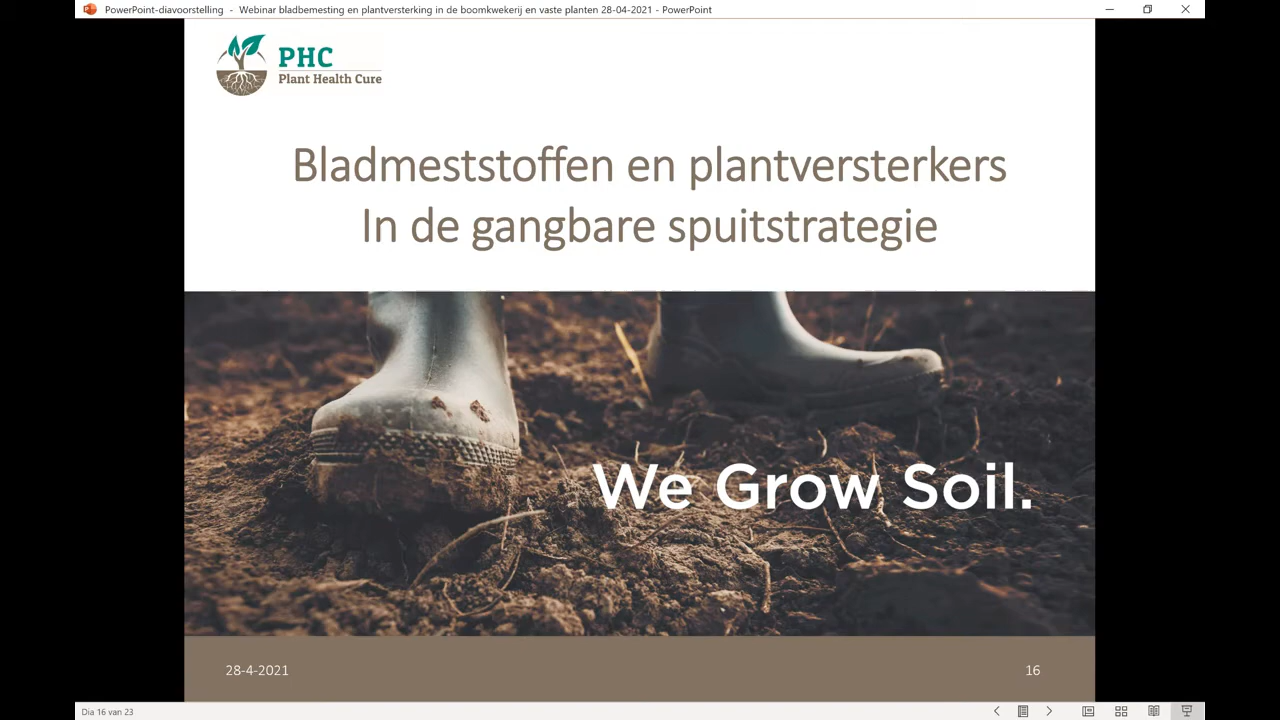 PowerPoint-diavoorstelling - Webinar bladbemesting en plantversterking in de boomkwekerij en vaste planten 28-04-2021 - PowerPoint
PHC
Plant Health Cure
Bladmeststoffen en plantversterkers
In de gangbare spuitstrategie
We Grow Soil.
28-4-2021
16
Dia 16 van 23